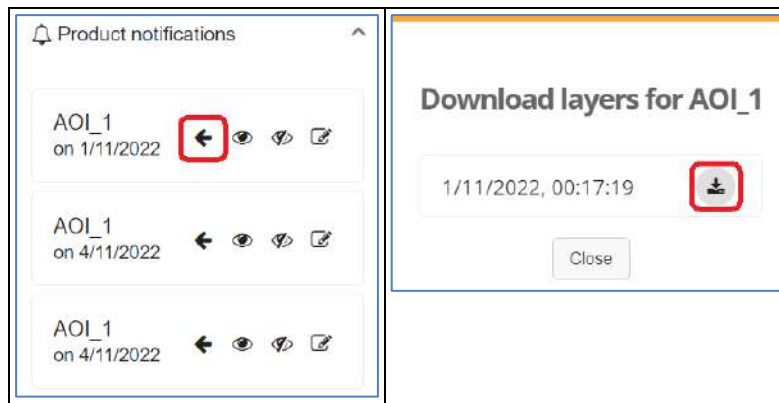 Product notifications
AOI_1
on 1/11/2022
AOI_1
on 4/11/2022
AOI_1
on 4/11/2022
Download layers for AOI_1
1/11/2022, 00:17:19
Close